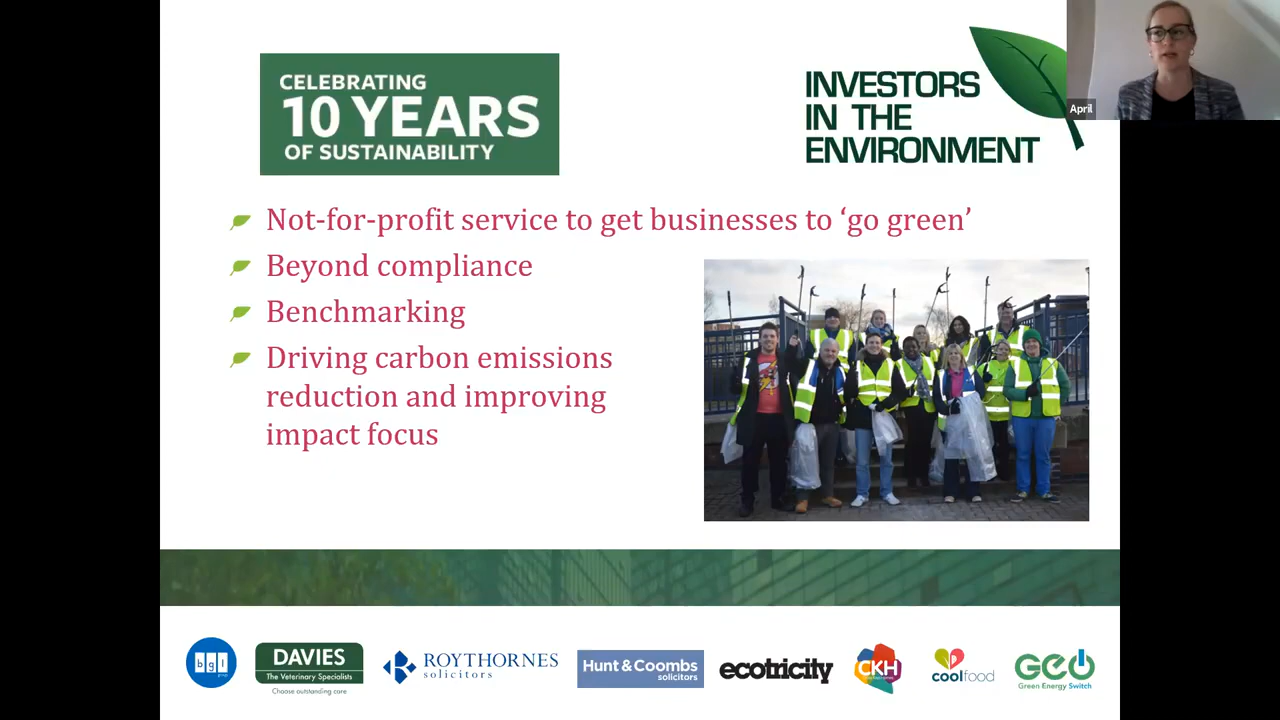 CELEBRATING
10 YEARS
OF SUSTAINABILITY
INVESTORS
IN THE
ENVIRONMENT
April
Not-for-profit service to get businesses to ‘go green’
Beyond compliance
Benchmarking
Driving carbon emissions
reduction and improving
impact focus
bgl
group
DAVIES
The Veterinary Specialists
Choose outstanding care
ROYTHORNES
solicitors
Hunt & Coombs
solicitors
ecotricity
CKH
coolfood
GEO
Green Energy Switch